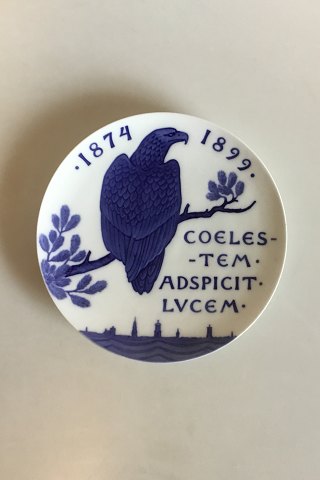 ·1874
1899·
COELES-
-TEM·
ADSPICIT·
LVCEM·